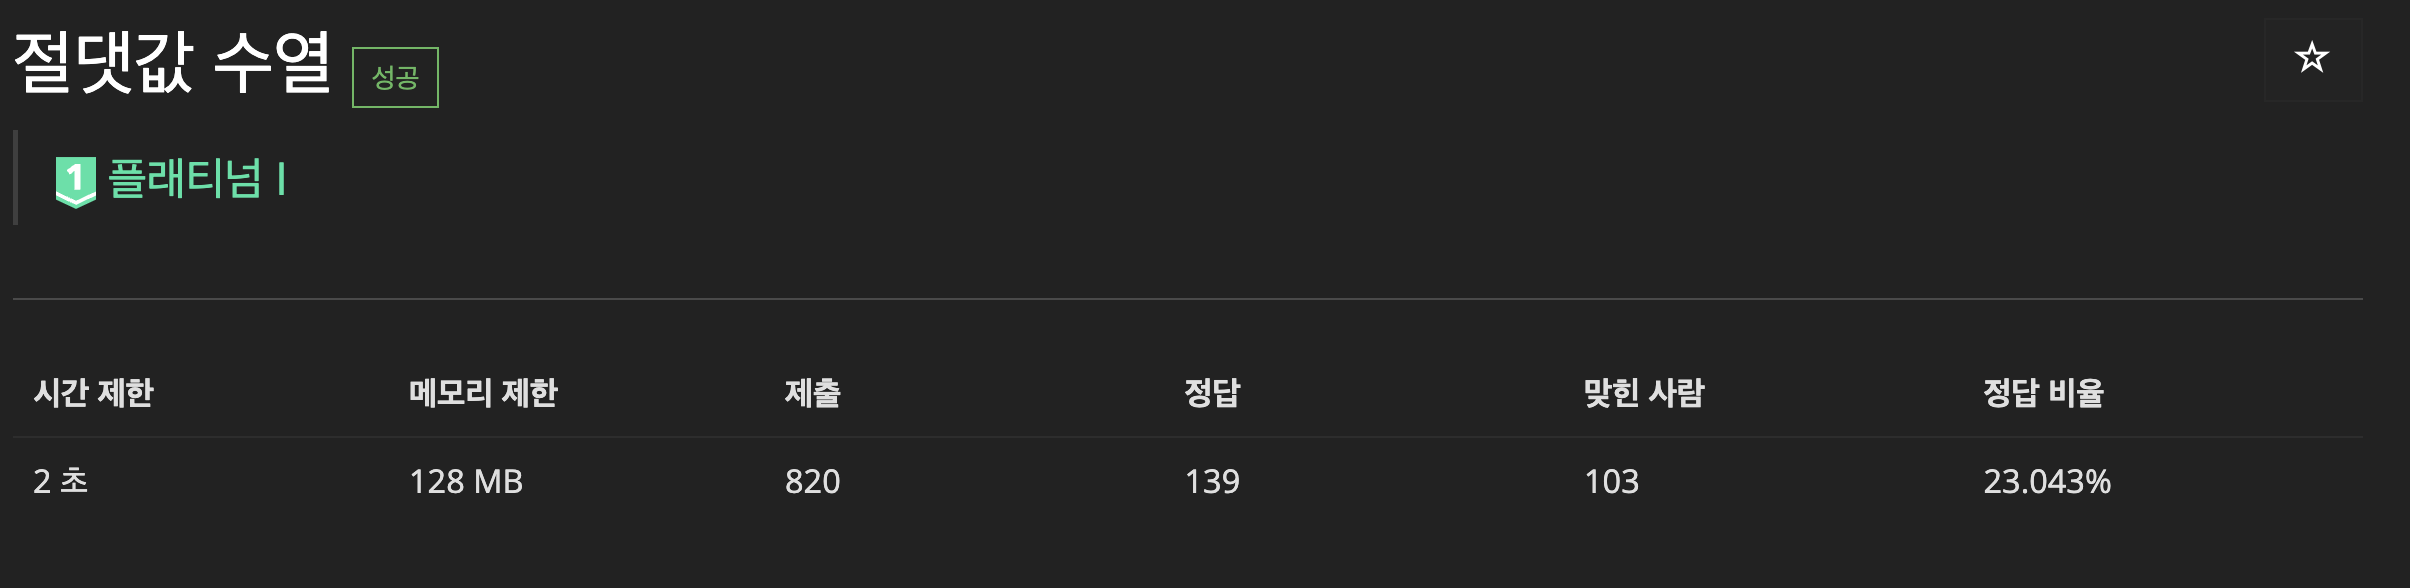 절댓값 수열 성공
1 플래티넘 I
시간 제한 메모리 제한 제출 정답 맞힌 사람 정답 비율
2 초 128 MB 820 139 103 23.043%